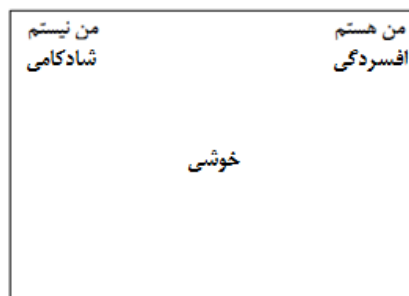 من هستم من نیستم
افسردگی شادکامی
خوشی